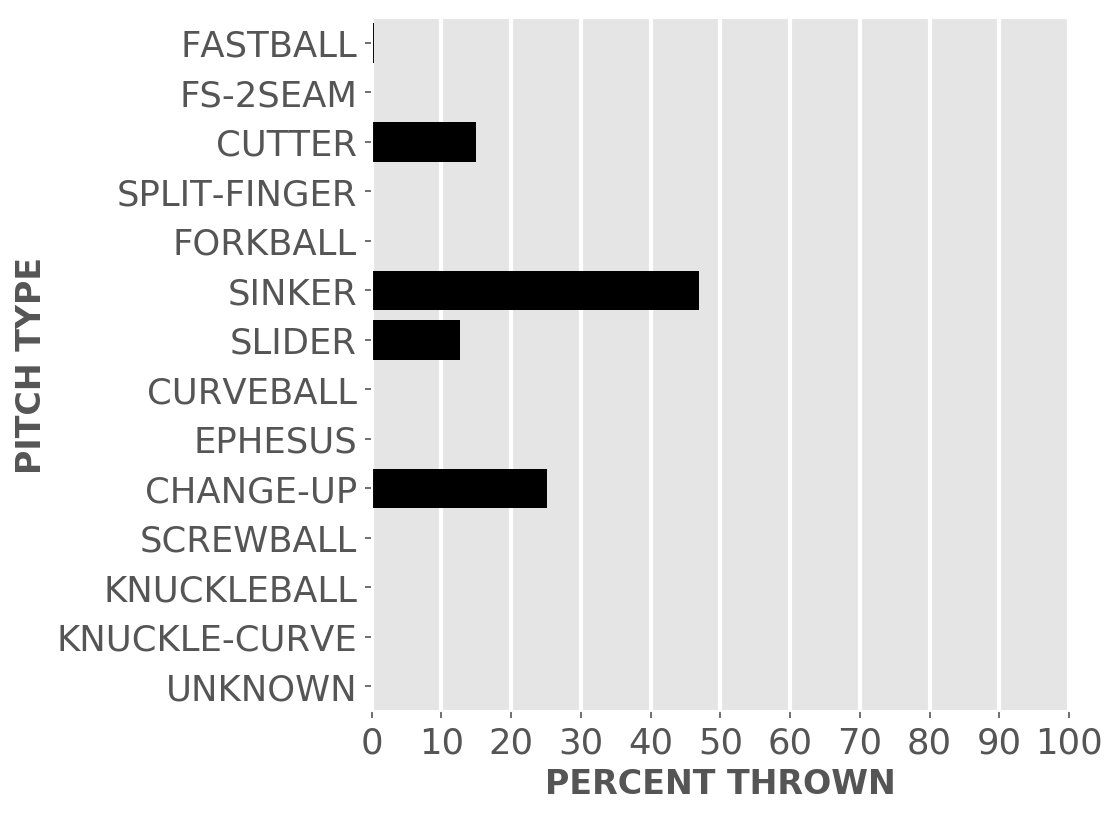 FASTBALL
FS-2SEAM
CUTTER
SPLIT-FINGER
FORKBALL
SINKER
SLIDER
CURVEBALL
EPHESUS
CHANGE-UP
SCREWBALL
KNUCKLEBALL
KNUCKLE-CURVE
UNKNOWN
PITCH TYPE
0 10 20 30 40 50 60 70 80 90 100
PERCENT THROWN